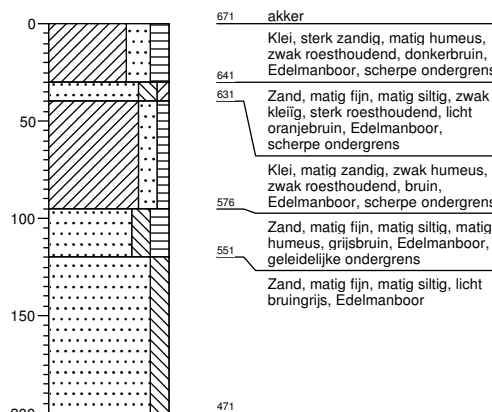 0
671 akker
Klei, sterk zandig, matig humeus,
zwak roesthoudend, donkerbruin,
Edelmanboor, scherpe ondergrens
641
631
Zand, matig fijn, matig siltig, zwak
kleiïg, sterk roesthoudend, licht
oranjebruin, Edelmanboor,
scherpe ondergrens
50
Klei, matig zandig, zwak humeus,
zwak roesthoudend, bruin,
Edelmanboor, scherpe ondergrens
576
100
Zand, matig fijn, matig siltig, matig
humeus, grijsbruin, Edelmanboor,
geleidelijke ondergrens
551
Zand, matig fijn, matig siltig, licht
bruingrijs, Edelmanboor
150
471